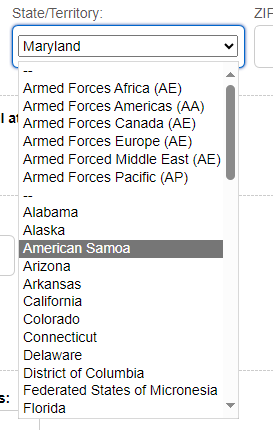 State/Territory:
ZIP
Maryland
--
Armed Forces Africa (AE)
Armed Forces Americas (AA)
l at
Armed Forces Canada (AE)
Armed Forces Europe (AE)
Armed Forced Middle East (AE)
Armed Forces Pacific (AP)
--
Alabama
Alaska
American Samoa
Arizona
Arkansas
California
Colorado
Connecticut
Delaware
District of Columbia
Federated States of Micronesia
s:
Florida